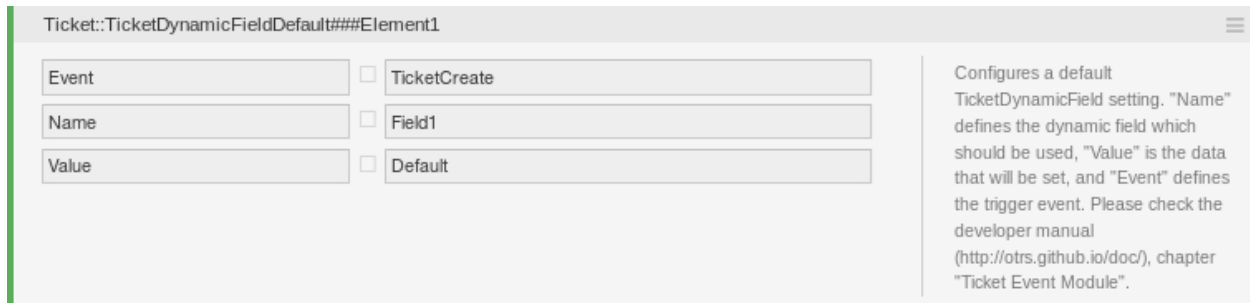 Ticket::TicketDynamicFieldDefault###Element1
Event TicketCreate
Name Field1
Value Default
Configures a default
TicketDynamicField setting. "Name"
defines the dynamic field which
should be used, "Value" is the data
that will be set, and "Event" defines
the trigger event. Please check the
developer manual
(http://otrs.github.io/doc/), chapter
"Ticket Event Module".